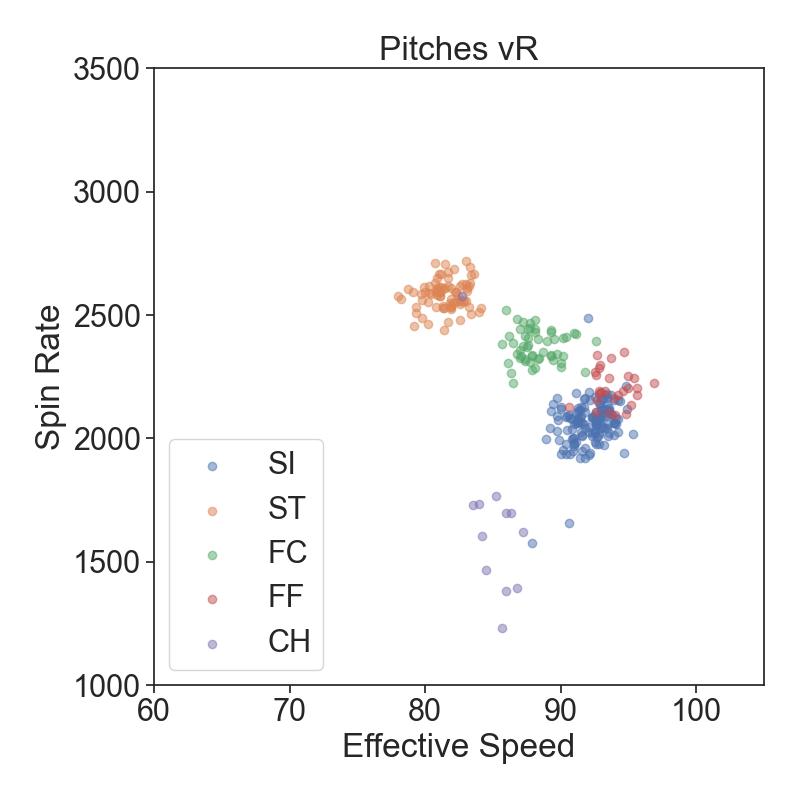 Pitches vR
3500
3000
2500
2000
1500
1000
Spin Rate
SI
ST
FC
FF
CH
60 70 80 90 100
Effective Speed